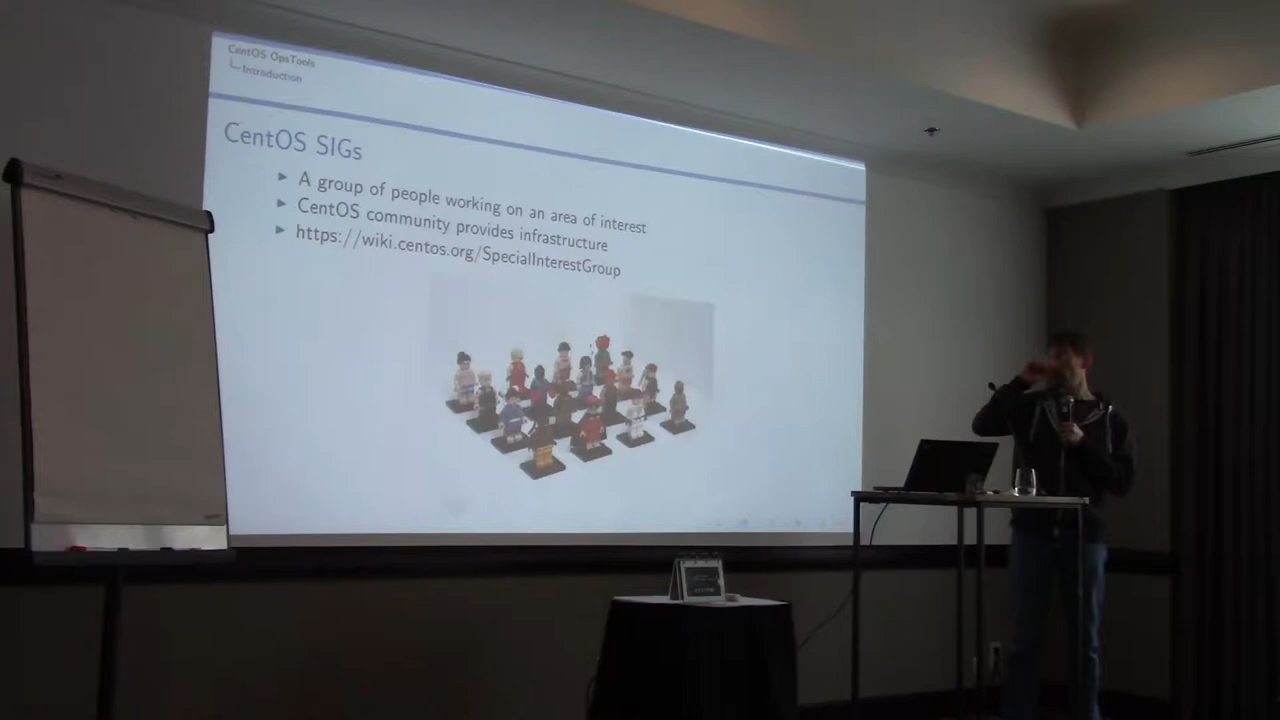 CentOS OpsTools
Introduction
CentOS SIGs
A group of people working on an area of interest
CentOS community provides infrastructure
https://wiki.centos.org/SpecialInterestGroup